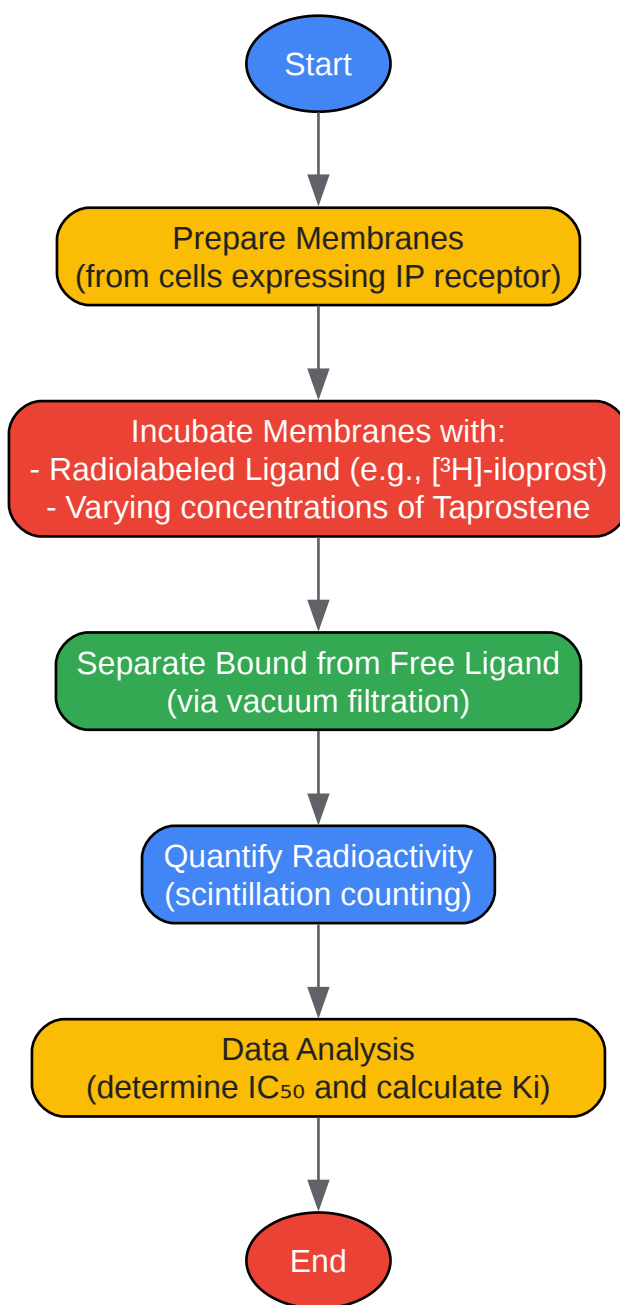 Start
Prepare Membranes
(from cells expressing IP receptor)
Incubate Membranes with:
- Radiolabeled Ligand (e.g., [³H]-iloprost)
- Varying concentrations of Taprostene
Separate Bound from Free Ligand
(via vacuum filtration)
Quantify Radioactivity
(scintillation counting)
Data Analysis
(determine IC₅₀ and calculate Ki)
End